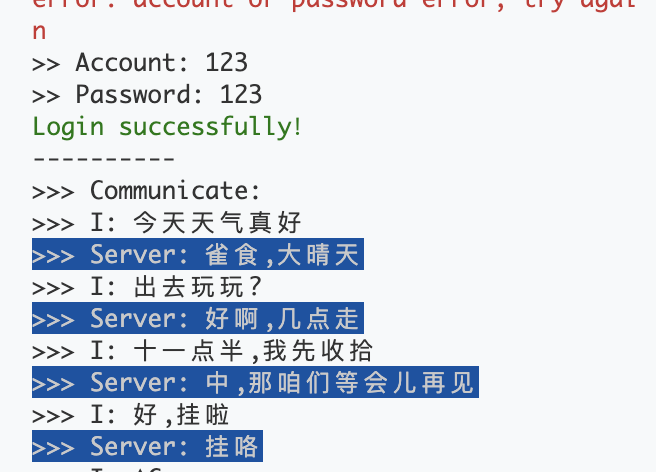 error: account or password error, try agai
n
>> Account: 123
>> Password: 123
Login successfully!
----------
>>> Communicate:
>>> I: 今天天气真好
>>> Server: 雀食,大晴天
>>> I: 出去玩玩?
>>> Server: 好啊,几点走
>>> I: 十一点半,我先收拾
>>> Server: 中,那咱们等会儿再见
>>> I: 好,挂啦
>>> Server: 挂咯